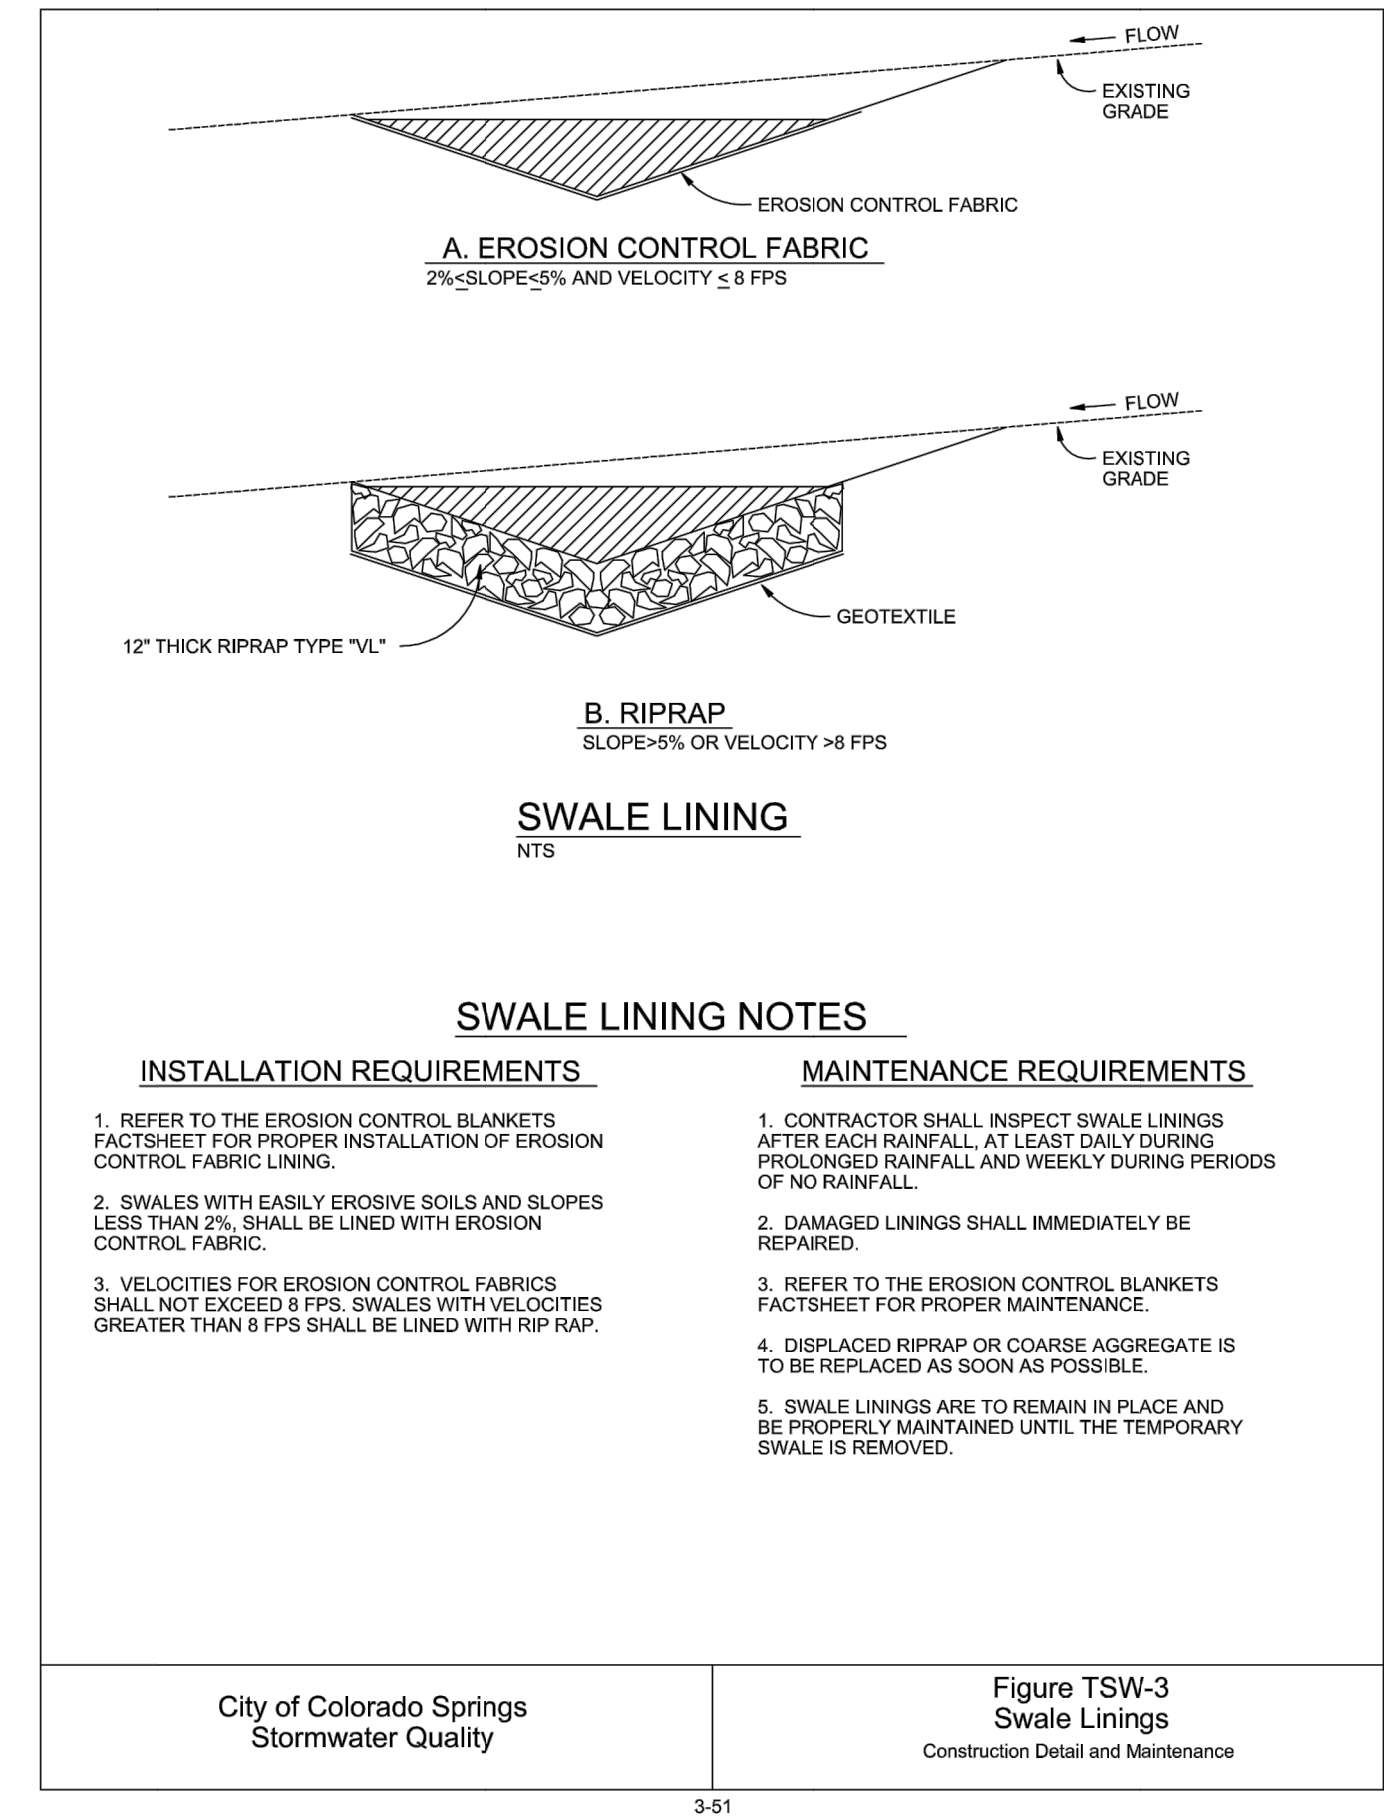 FLOW
EXISTING
GRADE
EROSION CONTROL FABRIC
A. EROSION CONTROL FABRIC
2%≤SLOPE≤5% AND VELOCITY ≤ 8 FPS
FLOW
EXISTING
GRADE
GEOTEXTILE
12" THICK RIPRAP TYPE "VL"
B. RIPRAP
SLOPE>5% OR VELOCITY >8 FPS
SWALE LINING
NTS
SWALE LINING NOTES
INSTALLATION REQUIREMENTS
1. REFER TO THE EROSION CONTROL BLANKETS
FACTSHEET FOR PROPER INSTALLATION OF EROSION
CONTROL FABRIC LINING.
2. SWALES WITH EASILY EROSIVE SOILS AND SLOPES
LESS THAN 2%, SHALL BE LINED WITH EROSION
CONTROL FABRIC.
3. VELOCITIES FOR EROSION CONTROL FABRICS
SHALL NOT EXCEED 8 FPS. SWALES WITH VELOCITIES
GREATER THAN 8 FPS SHALL BE LINED WITH RIP RAP.
MAINTENANCE REQUIREMENTS
1. CONTRACTOR SHALL INSPECT SWALE LININGS
AFTER EACH RAINFALL, AT LEAST DAILY DURING
PROLONGED RAINFALL AND WEEKLY DURING PERIODS
OF NO RAINFALL.
2. DAMAGED LININGS SHALL IMMEDIATELY BE
REPAIRED.
3. REFER TO THE EROSION CONTROL BLANKETS
FACTSHEET FOR PROPER MAINTENANCE.
4. DISPLACED RIPRAP OR COARSE AGGREGATE IS
TO BE REPLACED AS SOON AS POSSIBLE.
5. SWALE LININGS ARE TO REMAIN IN PLACE AND
BE PROPERLY MAINTAINED UNTIL THE TEMPORARY
SWALE IS REMOVED.
City of Colorado Springs
Stormwater Quality
Figure TSW-3
Swale Linings
Construction Detail and Maintenance
3-51